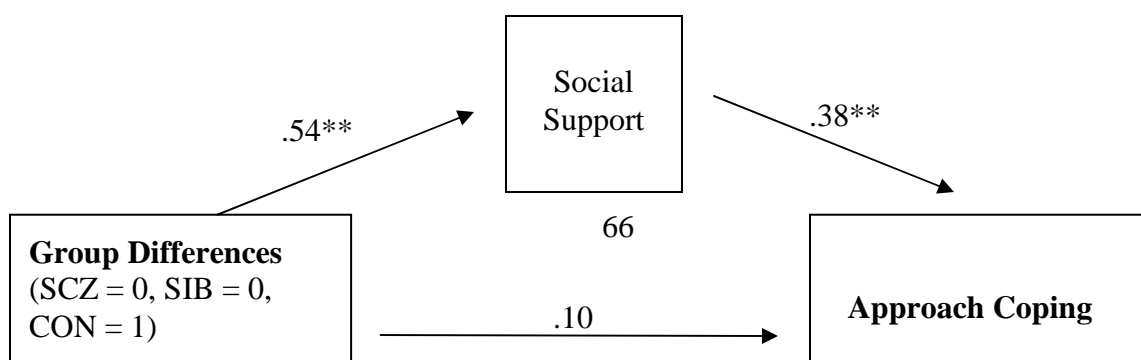 Social
Support
.54**
.38**
66
Group Differences
(SCZ = 0, SIB = 0,
CON = 1)
.10
Approach Coping